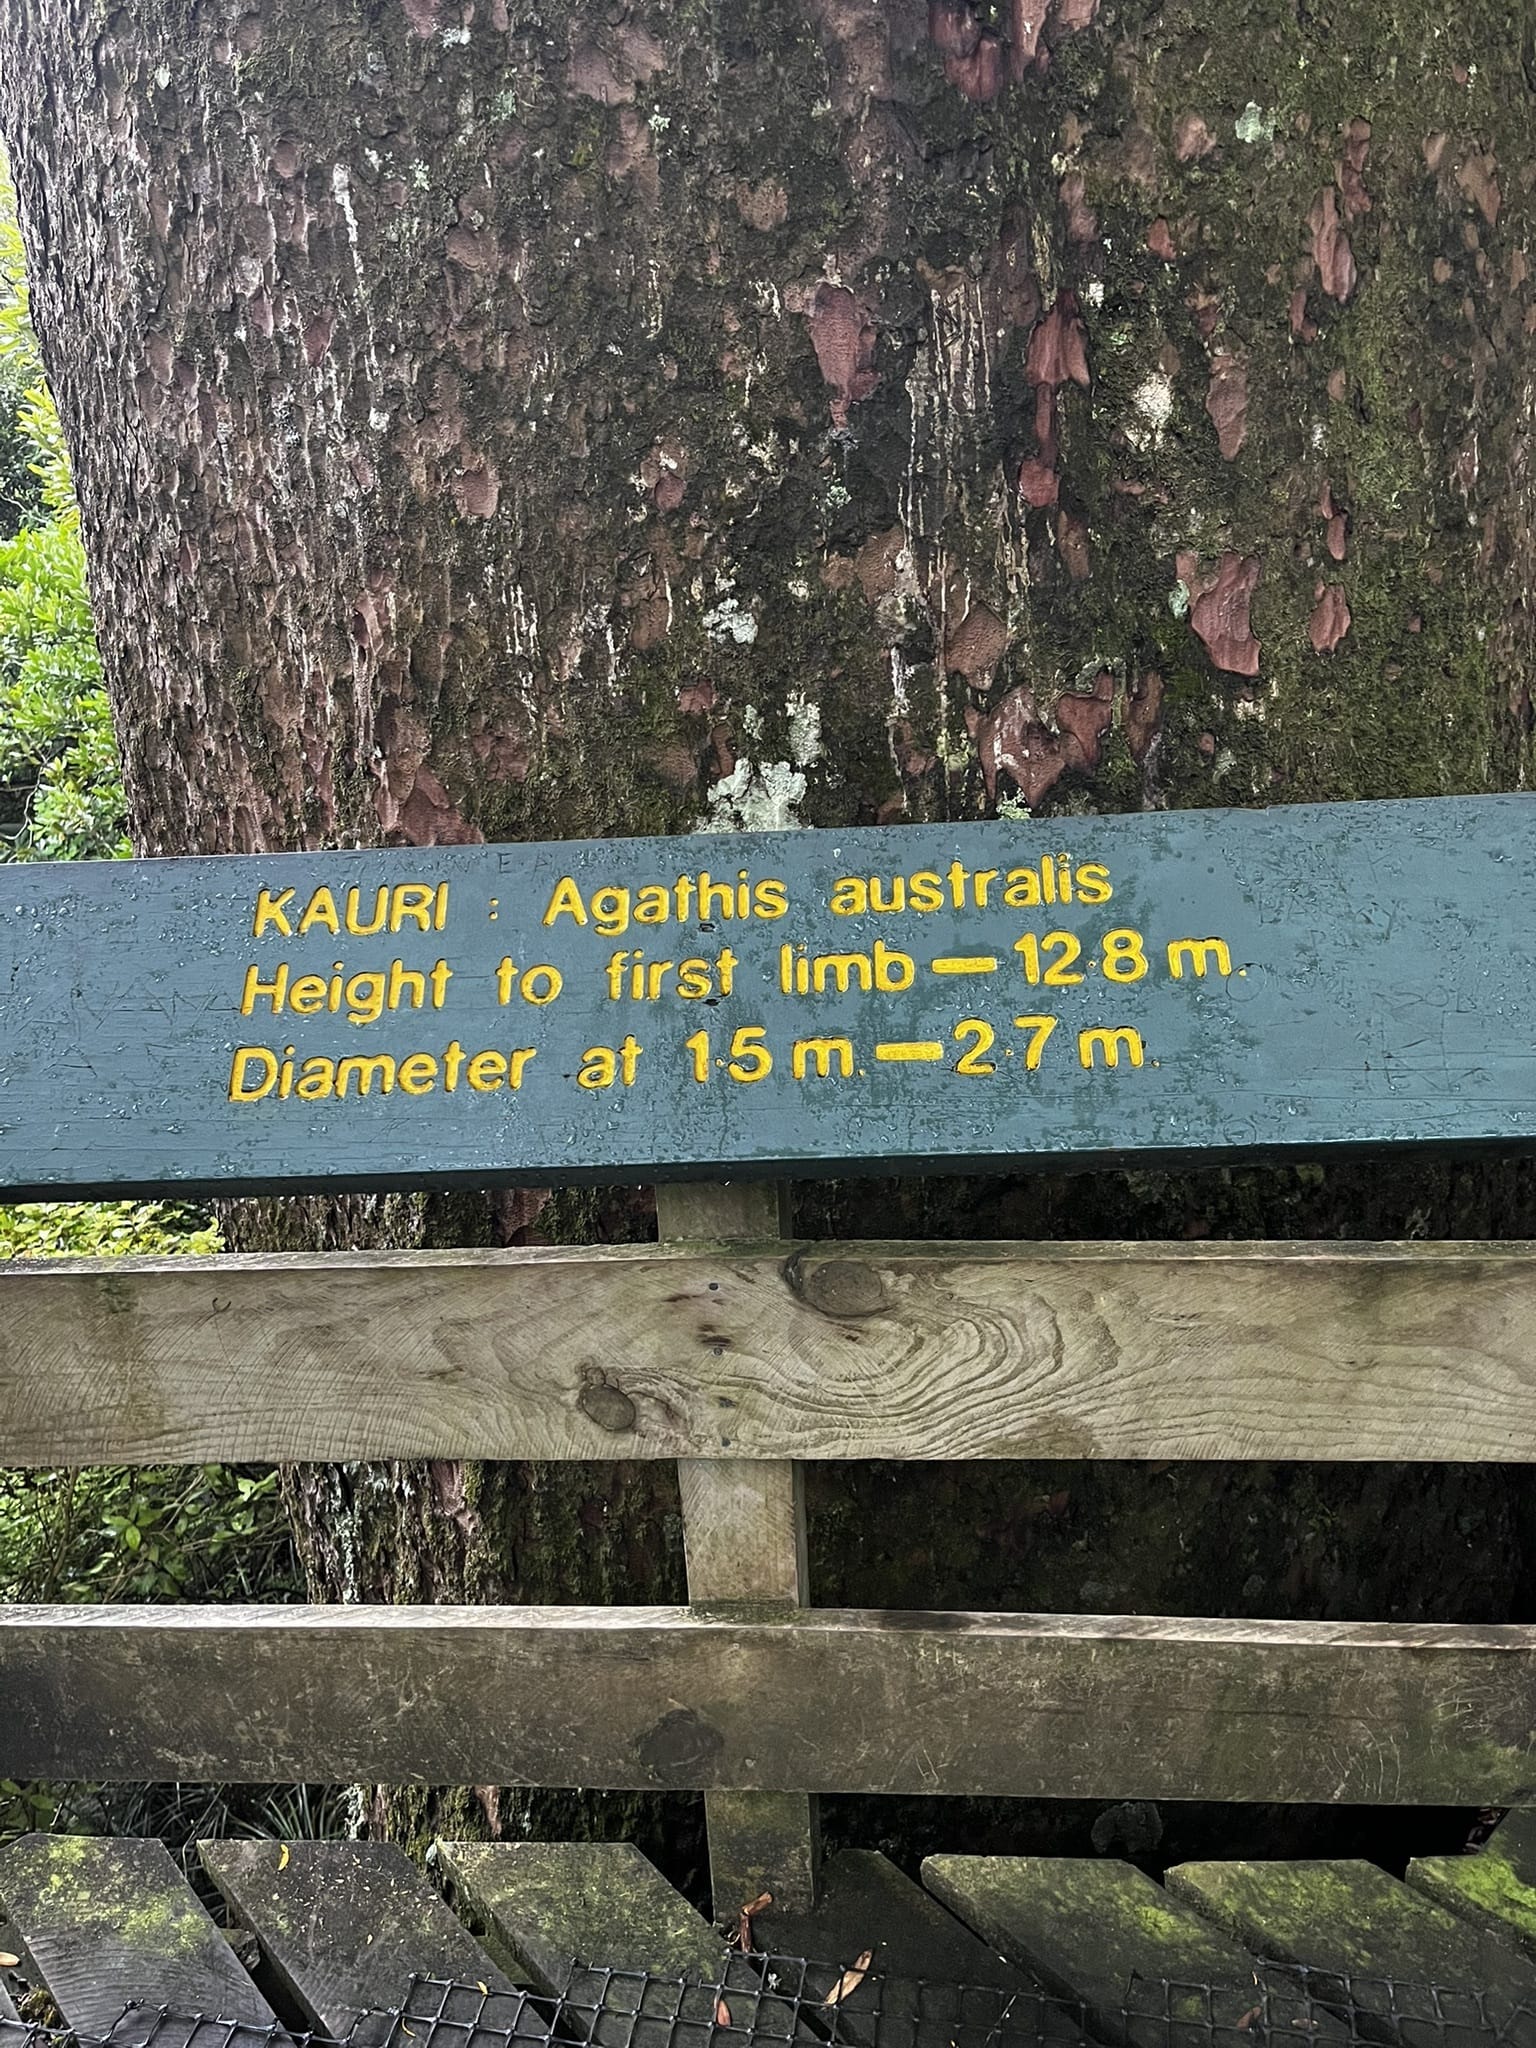 KAURI : Agathis australis
Height to first limb — 12·8 m.
Diameter at 1·5 m. — 2·7 m.